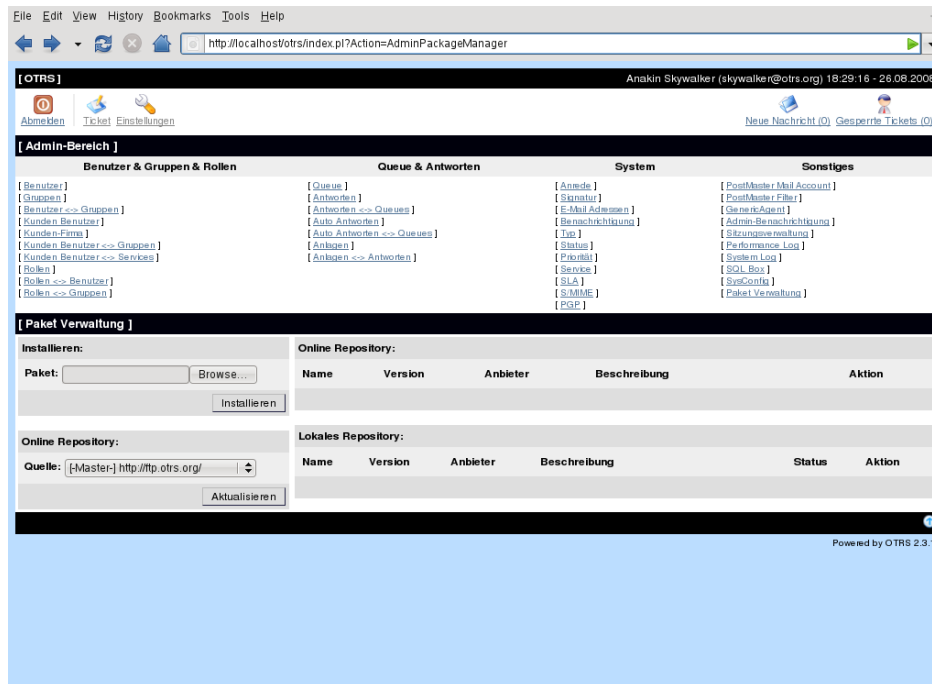 File Edit View History Bookmarks Tools Help
http://localhost/otrs/index.pl?Action=AdminPackageManager
[OTRS] Anakin Skywalker (skywalker@otrs.org) 18:29:16 - 26.08.2008
Abmelden Ticket Einstellungen Neue Nachricht (0) Gesperrte Tickets (0)
[ Admin-Bereich ]
Benutzer & Gruppen & Rollen Queue & Antworten System Sonstiges
[ Benutzer ] [ Queue ] [ Anrede ] [ PostMaster Mail Account ]
[ Gruppen ] [ Antworten ] [ Signatur ] [ PostMaster Filter ]
[ Benutzer <-> Gruppen ] [ Antworten <-> Queues ] [ E-Mail Adressen ] [ GenericAgent ]
[ Kunden Benutzer ] [ Auto Antworten ] [ Benachrichtigung ] [ Admin-Benachrichtigung ]
[ Kunden-Firma ] [ Auto Antworten <-> Queues ] [ Typ ] [ Sitzungsverwaltung ]
[ Kunden Benutzer <-> Gruppen ] [ Anlagen ] [ Status ] [ Performance Log ]
[ Kunden Benutzer <-> Services ] [ Anlagen <-> Antworten ] [ Priorität ] [ System Log ]
[ Rollen ] [ Service ] [ SQL Box ]
[ Rollen <-> Benutzer ] [ SLA ] [ SysConfig ]
[ Rollen <-> Gruppen ] [ S/MIME ] [ Paket Verwaltung ]
[ PGP ]
[ Paket Verwaltung ]
Installieren: Online Repository:
Paket: Browse... Name Version Anbieter Beschreibung Aktion
Installieren
Online Repository: Lokales Repository:
Quelle: [-Master-] http://ftp.otrs.org/ Name Version Anbieter Beschreibung Status Aktion
Aktualisieren
Powered by OTRS 2.3.